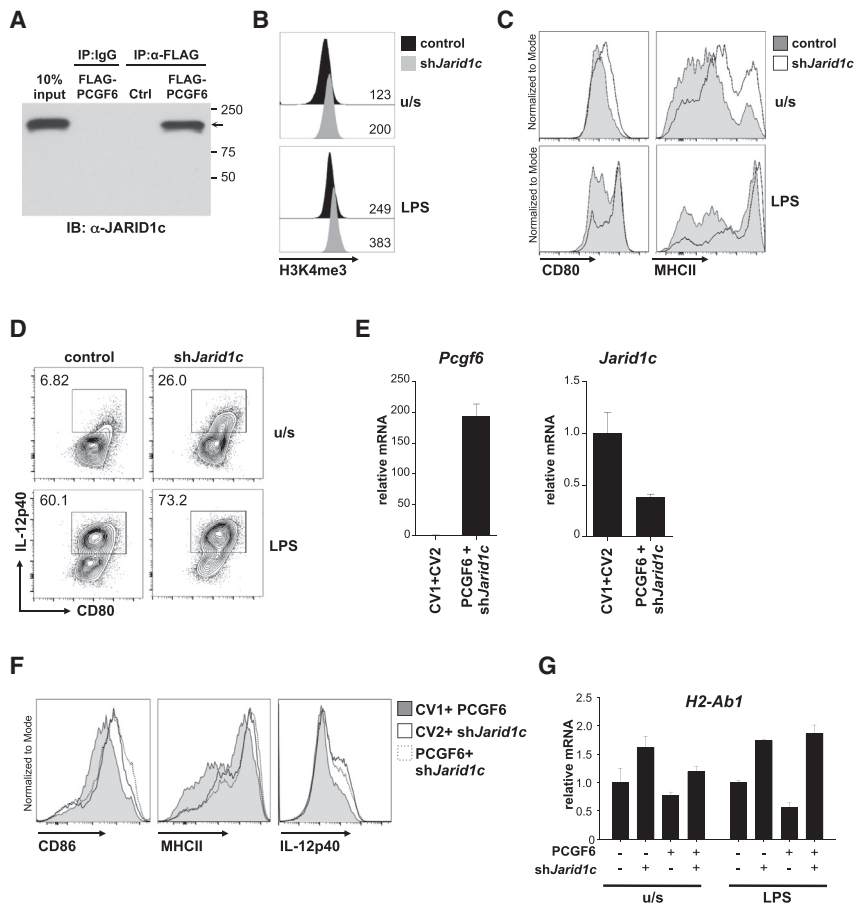 A
IP:IgG IP:α-FLAG
10% input
FLAG-PCGF6
Ctrl
FLAG-PCGF6
250
75
50
IB: α-JARID1c
B
control
shJarid1c
123
u/s
200
249
LPS
383
H3K4me3
C
Normalized to Mode
control
shJarid1c
u/s
Normalized to Mode
LPS
CD80
MHCII
D
control
shJarid1c
6.82
26.0
u/s
60.1
73.2
LPS
IL-12p40
CD80
E
Pcgf6
relative mRNA
250
200
150
100
50
0
CV1+CV2
PCGF6 +
shJarid1c
Jarid1c
relative mRNA
1.5
1.0
0.5
0
CV1+CV2
PCGF6 +
shJarid1c
F
Normalized to Mode
CV1+ PCGF6
CV2+ shJarid1c
PCGF6+
shJarid1c
CD86
MHCII
IL-12p40
G
H2-Ab1
relative mRNA
2.5
2.0
1.5
1.0
0.5
0
PCGF6 - - + + - - + +
shJarid1c - + - + - + - +
u/s
LPS